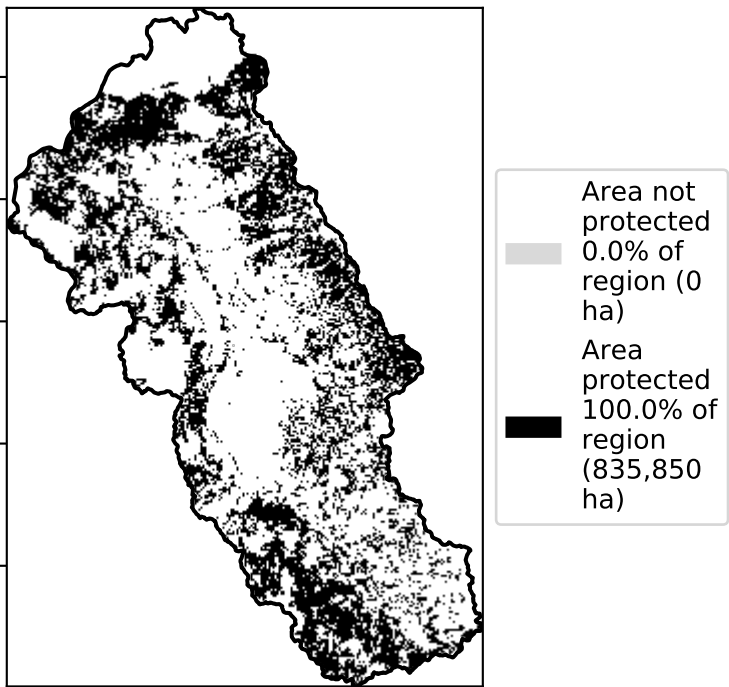 Area not
protected
0.0% of
region (0
ha)
Area
protected
100.0% of
region
(835,850
ha)